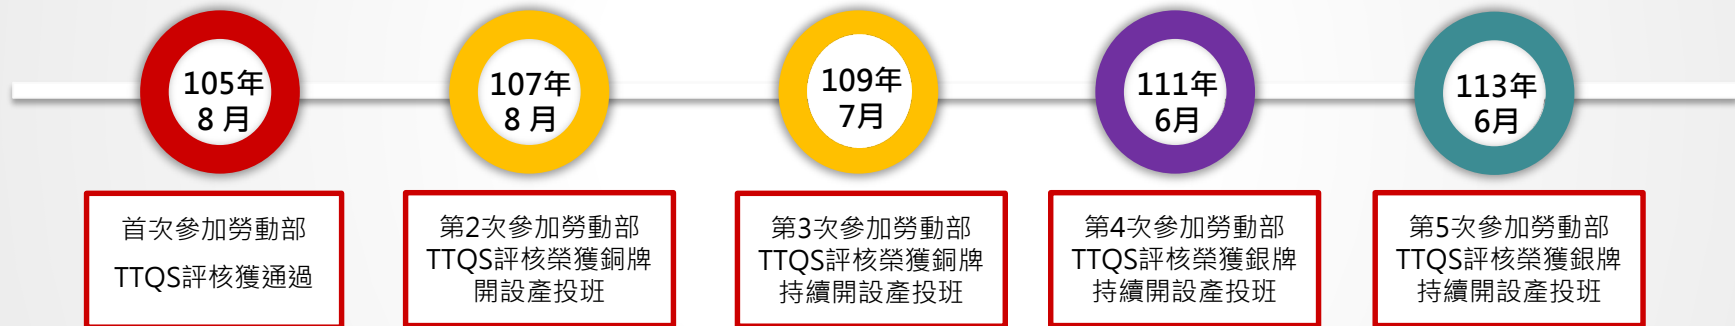 105年
8 月
107年
8 月
109年
7月
111年
6月
113年
6月
首次參加勞動部
TTQS評核獲通過
第2次參加勞動部
TTQS評核榮獲銅牌
開設產投班
第3次參加勞動部
TTQS評核榮獲銅牌
持續開設產投班
第4次參加勞動部
TTQS評核榮獲銀牌
持續開設產投班
第5次參加勞動部
TTQS評核榮獲銀牌
持續開設產投班